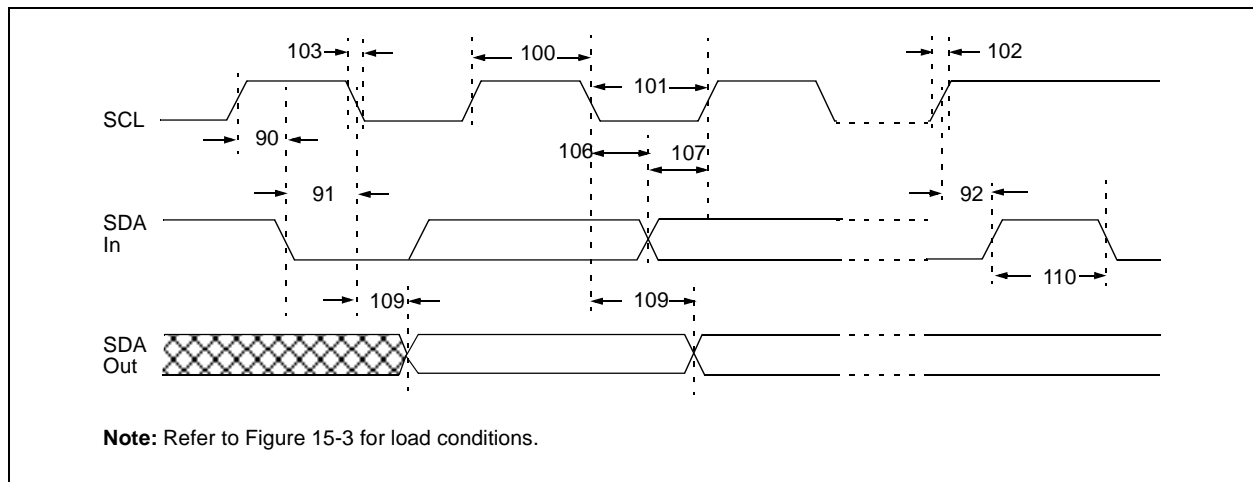 103
100
102
101
SCL
90
106
107
91
92
SDA
In
109
109
110
SDA
Out
Note: Refer to Figure 15-3 for load conditions.